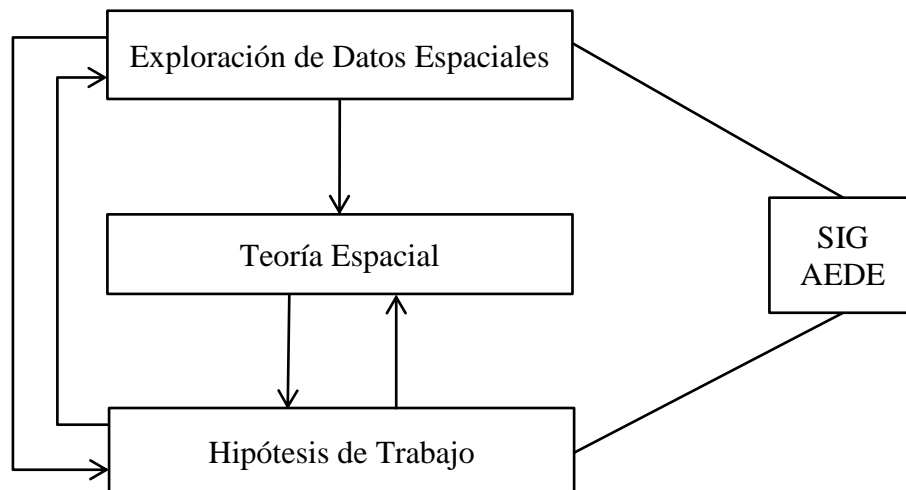 Exploración de Datos Espaciales
Teoría Espacial
SIG
AEDE
Hipótesis de Trabajo